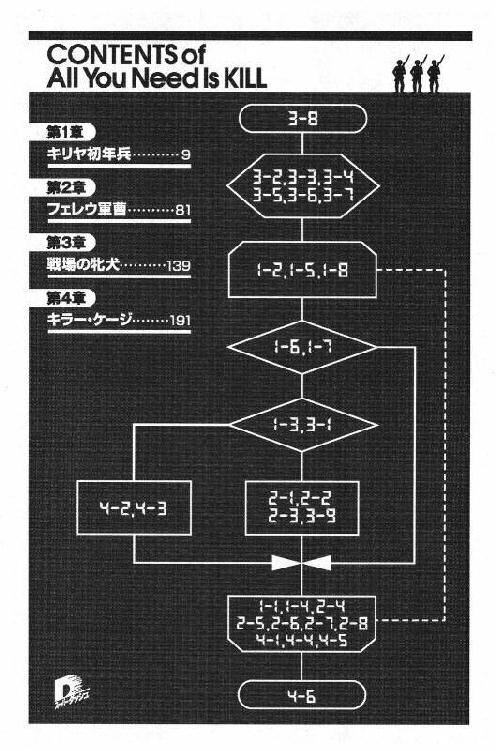 CONTENTS of
All You Need Is KILL
第1章
キリヤ初年兵··········9
第2章
フェレウ軍曹··········81
第3章
戦場の牝犬··········139
第4章
キラー・ケージ········191
3-8
3-2,3-3,3-4
3-5,3-6,3-7
1-2,1-5,1-8
1-6,1-7
1-3,3-1
4-2,4-3
2-1,2-2
2-3,3-9
1-1,1-4,2-4
2-5,2-6,2-7,2-8
4-1,4-4,4-5
4-6
D
スーパーダッシュ